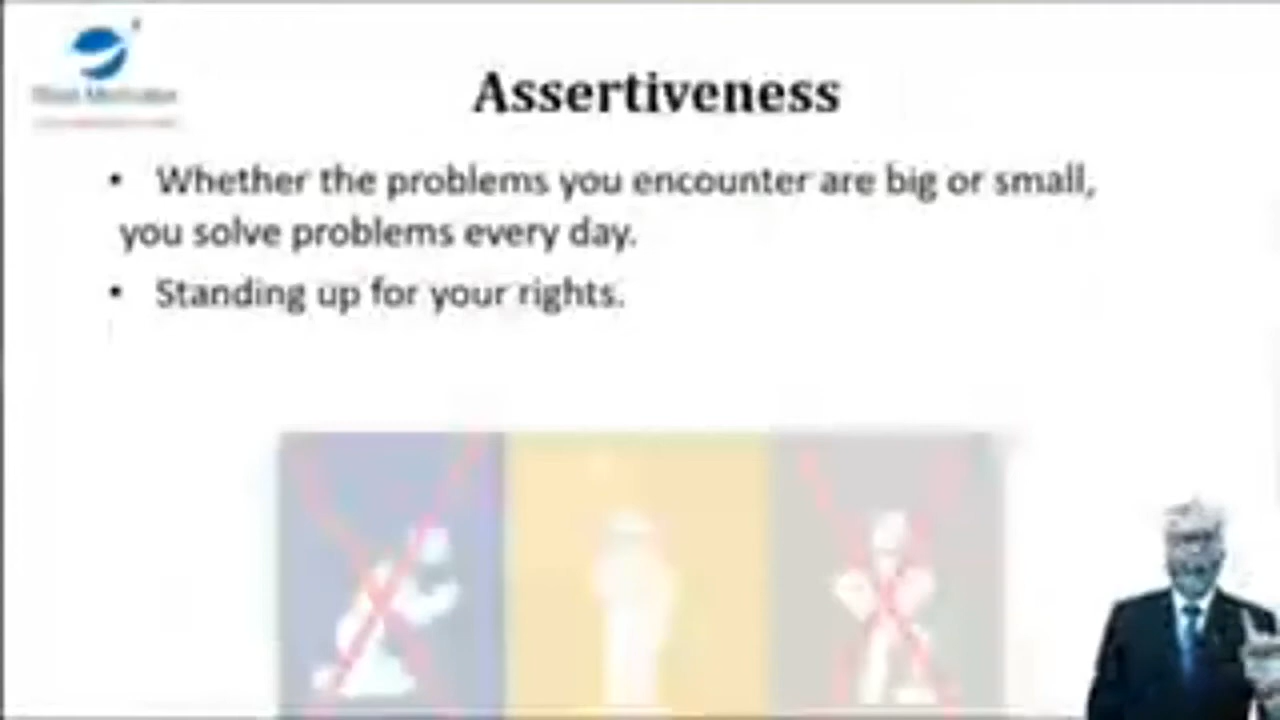 Assertiveness
• Whether the problems you encounter are big or small,
you solve problems every day.
• Standing up for your rights.